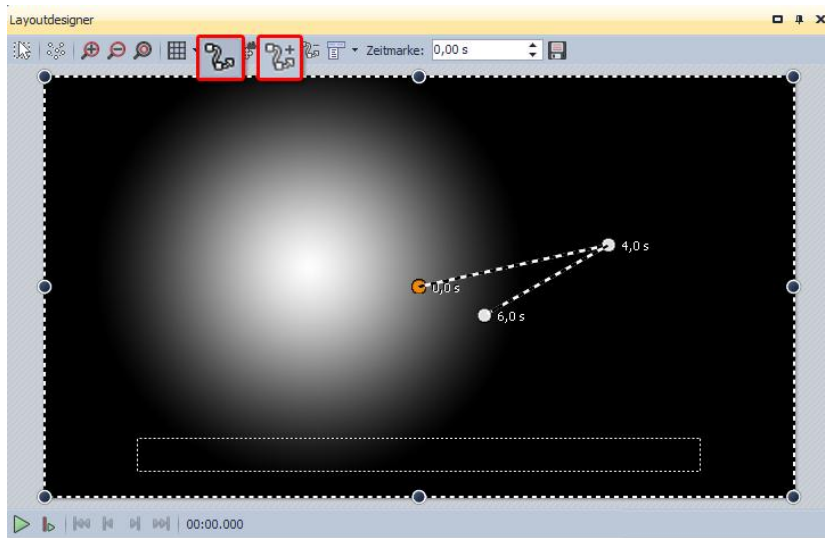 Layoutdesigner
Zeitmarke: 0,00 s
4,0 s
0,0 s
6,0 s
00:00.000